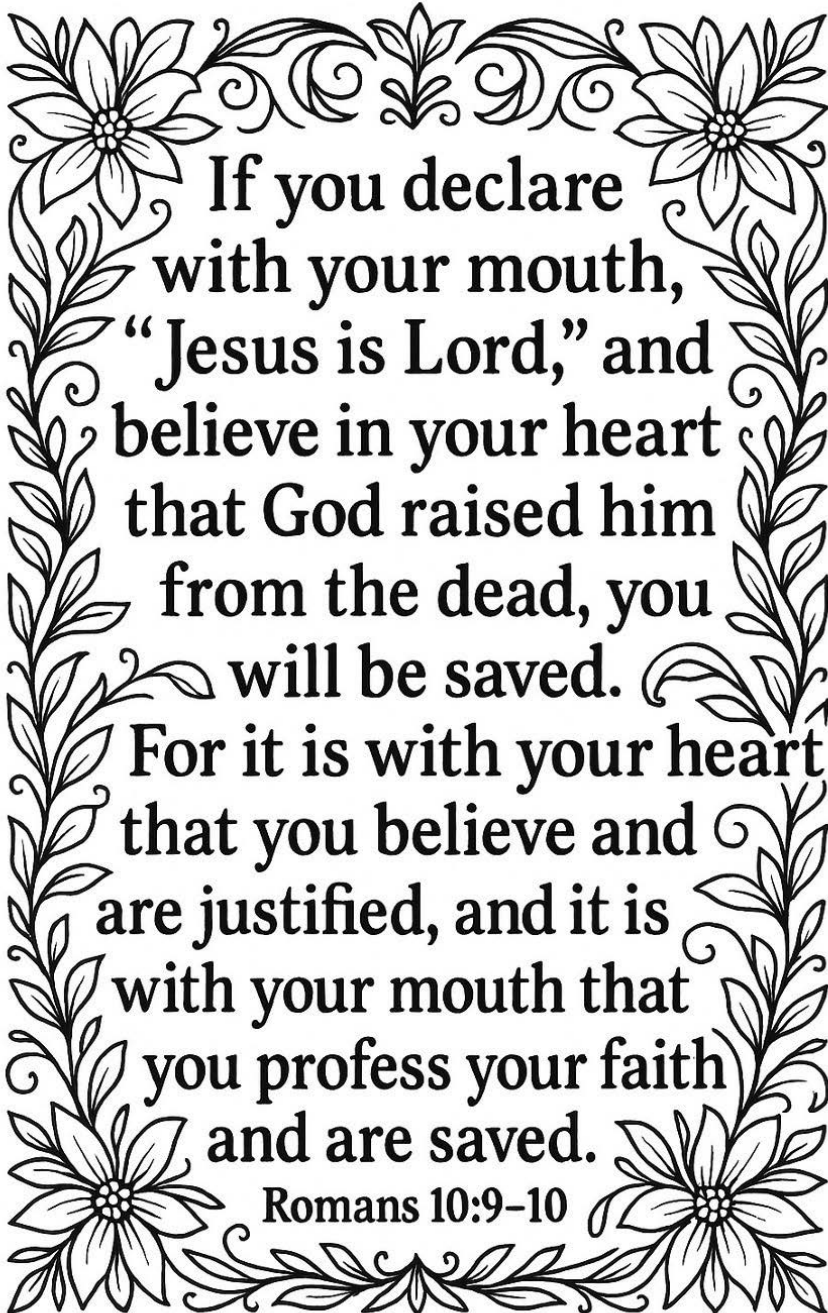 If you declare
with your mouth,
“Jesus is Lord,” and
believe in your heart
that God raised him
from the dead, you
will be saved.
For it is with your heart
that you believe and
are justified, and it is
with your mouth that
you profess your faith
and are saved.
Romans 10:9–10